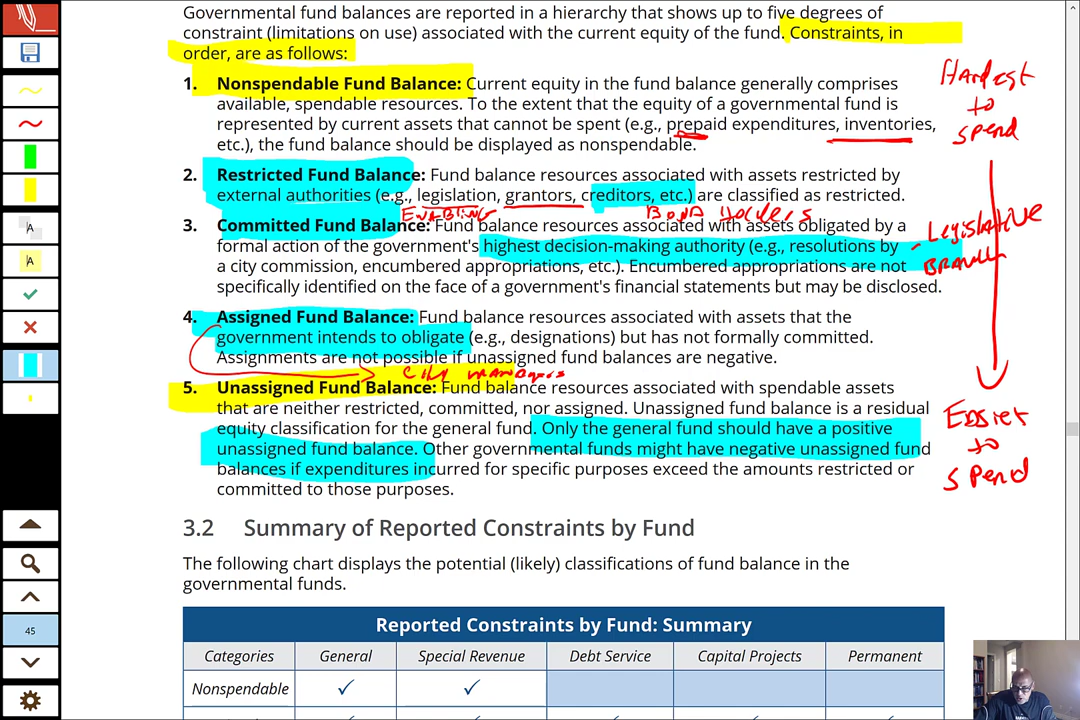 Governmental fund balances are reported in a hierarchy that shows up to five degrees of
constraint (limitations on use) associated with the current equity of the fund. Constraints, in
order, are as follows:
1. Nonspendable Fund Balance: Current equity in the fund balance generally comprises
available, spendable resources. To the extent that the equity of a governmental fund is
represented by current assets that cannot be spent (e.g., prepaid expenditures, inventories,
etc.), the fund balance should be displayed as nonspendable.
Hardest
to
spend
2. Restricted Fund Balance: Fund balance resources associated with assets restricted by
external authorities (e.g., legislation, grantors, creditors, etc.) are classified as restricted.
Enabling Bond Holders
3. Committed Fund Balance: Fund balance resources associated with assets obligated by a
formal action of the government's highest decision-making authority (e.g., resolutions by
a city commission, encumbered appropriations, etc.). Encumbered appropriations are not
specifically identified on the face of a government's financial statements but may be disclosed.
Legislative
Branch
4. Assigned Fund Balance: Fund balance resources associated with assets that the
government intends to obligate (e.g., designations) but has not formally committed.
Assignments are not possible if unassigned fund balances are negative.
City managers
5. Unassigned Fund Balance: Fund balance resources associated with spendable assets
that are neither restricted, committed, nor assigned. Unassigned fund balance is a residual
equity classification for the general fund. Only the general fund should have a positive
unassigned fund balance. Other governmental funds might have negative unassigned fund
balances if expenditures incurred for specific purposes exceed the amounts restricted or
committed to those purposes.
Easiest
to
spend
3.2 Summary of Reported Constraints by Fund
The following chart displays the potential (likely) classifications of fund balance in the
governmental funds.
Reported Constraints by Fund: Summary
Categories General Special Revenue Debt Service Capital Projects Permanent
Nonspendable ✓ ✓
A
A
45